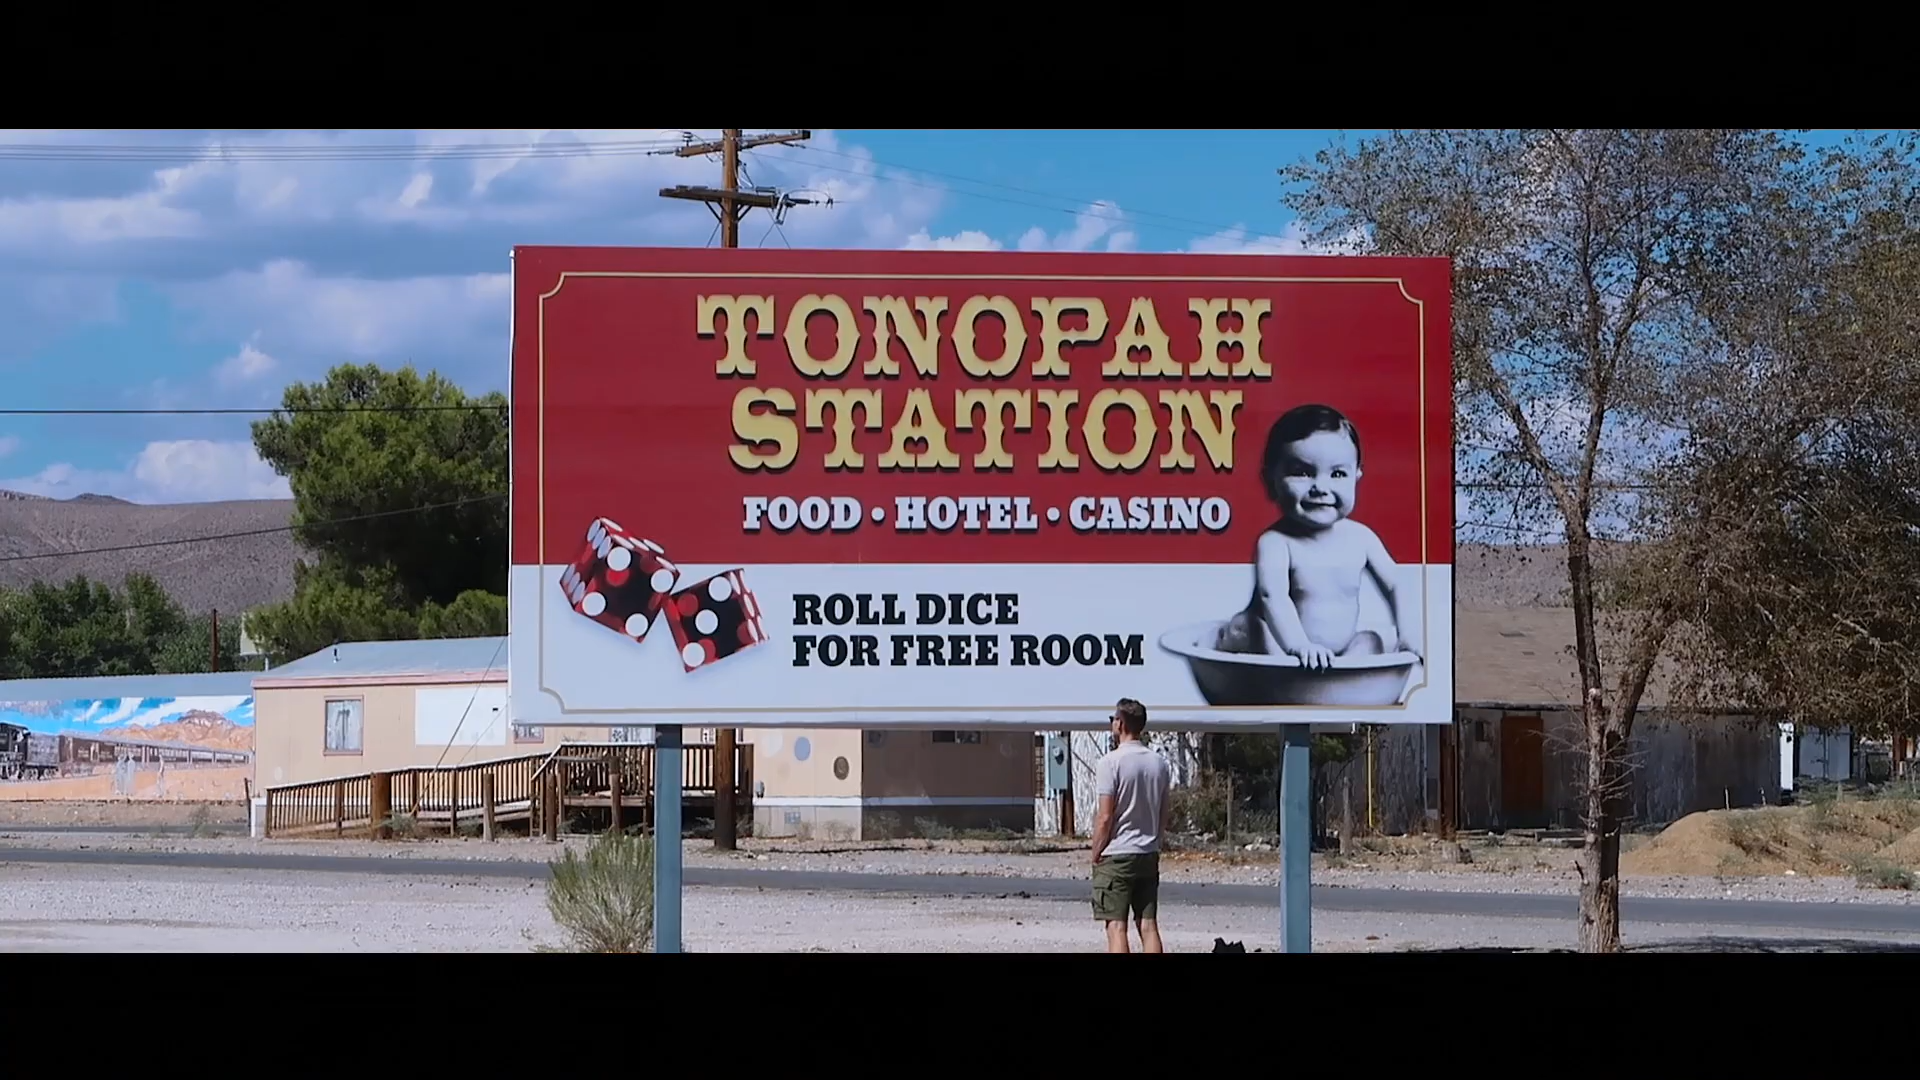 TONOPAH
STATION
FOOD • HOTEL • CASINO
ROLL DICE
FOR FREE ROOM